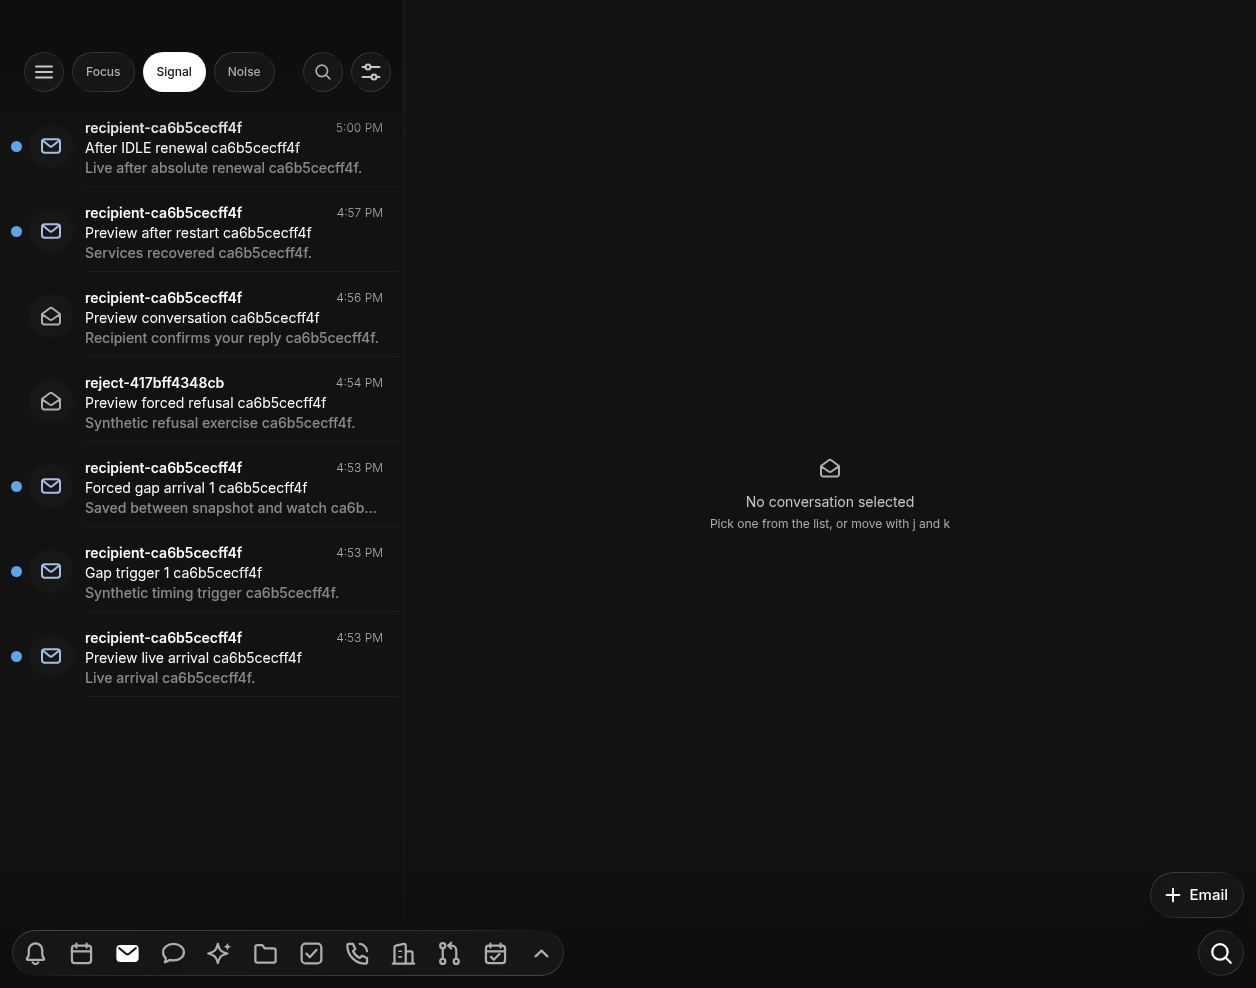 Focus
Signal
Noise
recipient-ca6b5cecff4f 5:00 PM
After IDLE renewal ca6b5cecff4f
Live after absolute renewal ca6b5cecff4f.
recipient-ca6b5cecff4f 4:57 PM
Preview after restart ca6b5cecff4f
Services recovered ca6b5cecff4f.
recipient-ca6b5cecff4f 4:56 PM
Preview conversation ca6b5cecff4f
Recipient confirms your reply ca6b5cecff4f.
reject-417bff4348cb 4:54 PM
Preview forced refusal ca6b5cecff4f
Synthetic refusal exercise ca6b5cecff4f.
recipient-ca6b5cecff4f 4:53 PM
Forced gap arrival 1 ca6b5cecff4f
Saved between snapshot and watch ca6b...
recipient-ca6b5cecff4f 4:53 PM
Gap trigger 1 ca6b5cecff4f
Synthetic timing trigger ca6b5cecff4f.
recipient-ca6b5cecff4f 4:53 PM
Preview live arrival ca6b5cecff4f
Live arrival ca6b5cecff4f.
No conversation selected
Pick one from the list, or move with j and k
Email